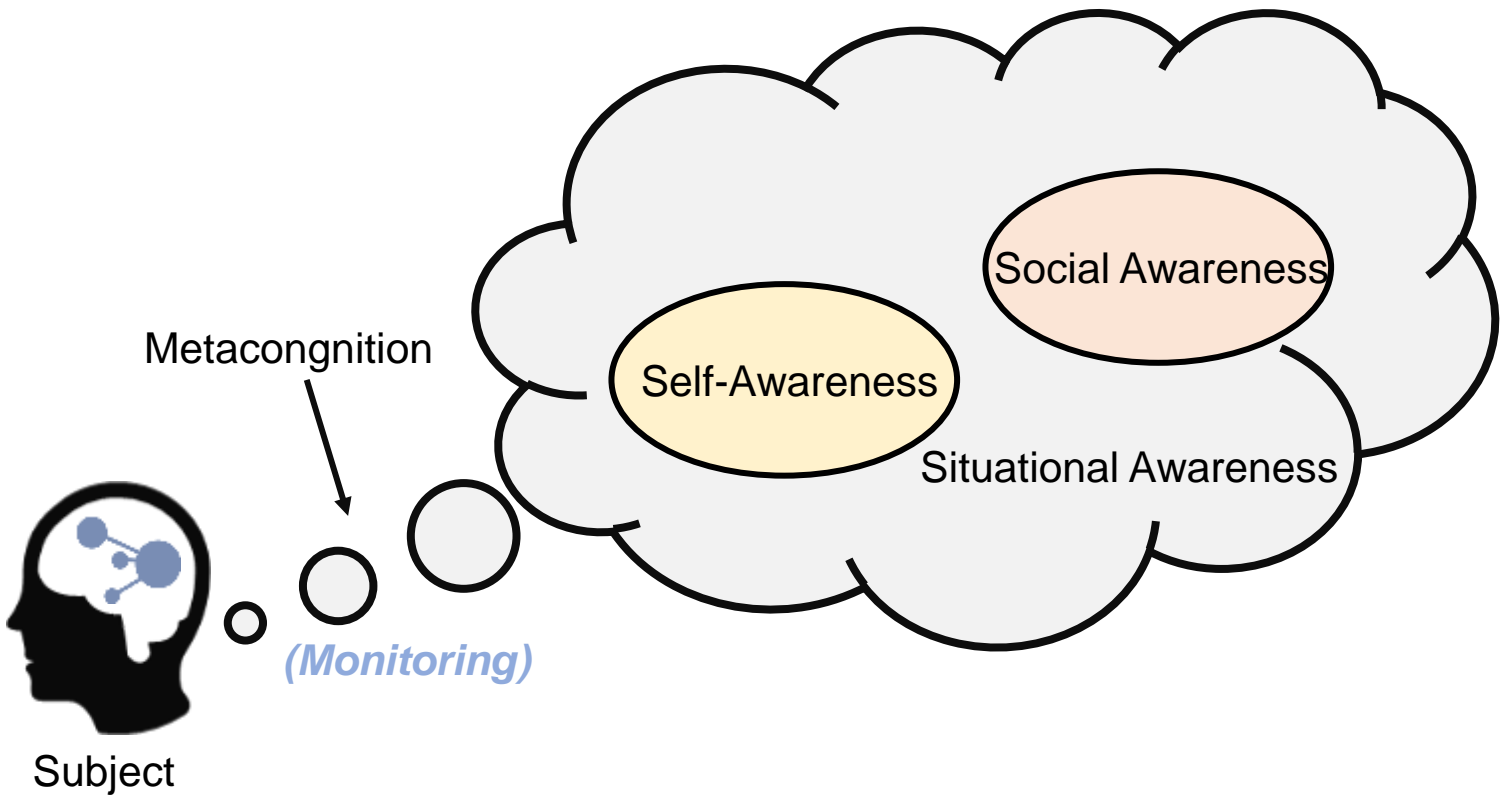 Social Awareness
Metacongnition
Self-Awareness
Situational Awareness
(Monitoring)
Subject